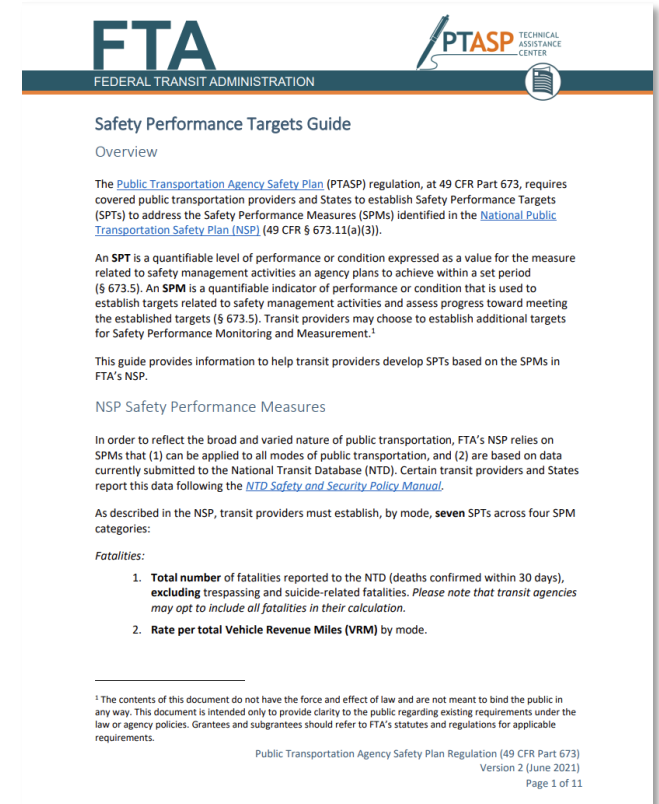 FTA
PTASP TECHNICAL
ASSISTANCE
CENTER
FEDERAL TRANSIT ADMINISTRATION
Safety Performance Targets Guide
Overview
The Public Transportation Agency Safety Plan (PTASP) regulation, at 49 CFR Part 673, requires
covered public transportation providers and States to establish Safety Performance Targets
(SPTs) to address the Safety Performance Measures (SPMs) identified in the National Public
Transportation Safety Plan (NSP) (49 CFR § 673.11(a)(3)).
An SPT is a quantifiable level of performance or condition expressed as a value for the measure
related to safety management activities an agency plans to achieve within a set period
(§ 673.5). An SPM is a quantifiable indicator of performance or condition that is used to
establish targets related to safety management activities and assess progress toward meeting
the established targets (§ 673.5). Transit providers may choose to establish additional targets
for Safety Performance Monitoring and Measurement.¹
This guide provides information to help transit providers develop SPTs based on the SPMs in
FTA's NSP.
NSP Safety Performance Measures
In order to reflect the broad and varied nature of public transportation, FTA's NSP relies on
SPMs that (1) can be applied to all modes of public transportation, and (2) are based on data
currently submitted to the National Transit Database (NTD). Certain transit providers and States
report this data following the NTD Safety and Security Policy Manual.
As described in the NSP, transit providers must establish, by mode, seven SPTs across four SPM
categories:
Fatalities:
1. Total number of fatalities reported to the NTD (deaths confirmed within 30 days),
excluding trespassing and suicide-related fatalities. Please note that transit agencies
may opt to include all fatalities in their calculation.
2. Rate per total Vehicle Revenue Miles (VRM) by mode.
¹ The contents of this document do not have the force and effect of law and are not meant to bind the public in
any way. This document is intended only to provide clarity to the public regarding existing requirements under the
law or agency policies. Grantees and subgrantees should refer to FTA's statutes and regulations for applicable
requirements.
Public Transportation Agency Safety Plan Regulation (49 CFR Part 673)
Version 2 (June 2021)
Page 1 of 11